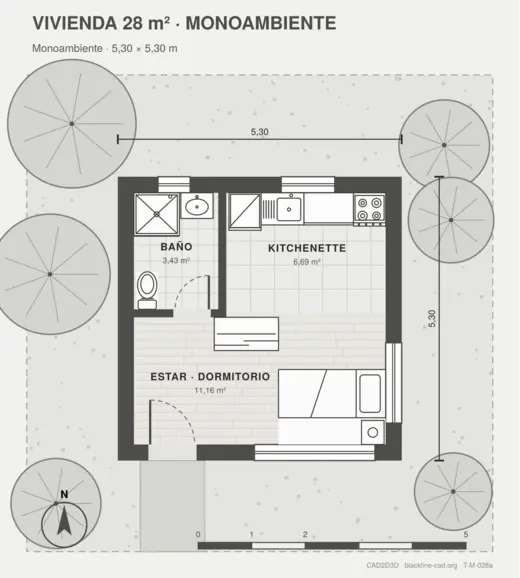 VIVIENDA 28 m² · MONOAMBIENTE
Monoambiente · 5,30 × 5,30 m
5,30
BAÑO
3,43 m²
KITCHENETTE
6,69 m²
5,30
ESTAR · DORMITORIO
11,16 m²
N
0 1 2 5
CAD2D3D blackline-cad.org T-M-028a